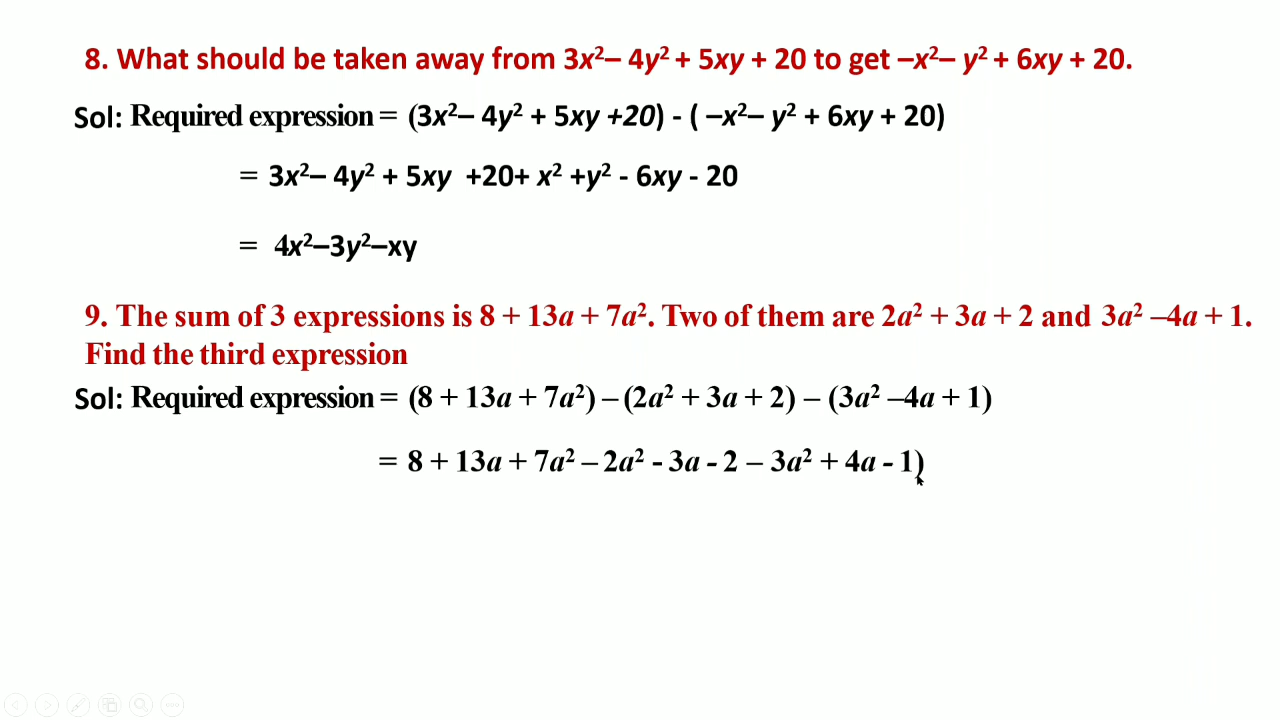 8. What should be taken away from 3x²– 4y² + 5xy + 20 to get –x²– y² + 6xy + 20.
Sol: Required expression = (3x²– 4y² + 5xy +20) - ( –x²– y² + 6xy + 20)
= 3x²– 4y² + 5xy +20+ x² +y² - 6xy - 20
= 4x²–3y²–xy
9. The sum of 3 expressions is 8 + 13a + 7a². Two of them are 2a² + 3a + 2 and 3a² –4a + 1.
Find the third expression
Sol: Required expression = (8 + 13a + 7a²) – (2a² + 3a + 2) – (3a² –4a + 1)
= 8 + 13a + 7a² – 2a² - 3a - 2 – 3a² + 4a - 1)